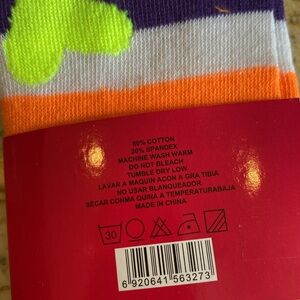 80% COTTON
20% SPANDEX
MACHINE WASH WARM
DO NOT BLEACH
TUMBLE DRY LOW
LAVAR A MAQUIN ACON A GRA TIBIA
NO USAR BLANQUEADOR
SECAR CONMA QUINA A TEMPERATURABAJA
MADE IN CHINA
30
6 920641 563273